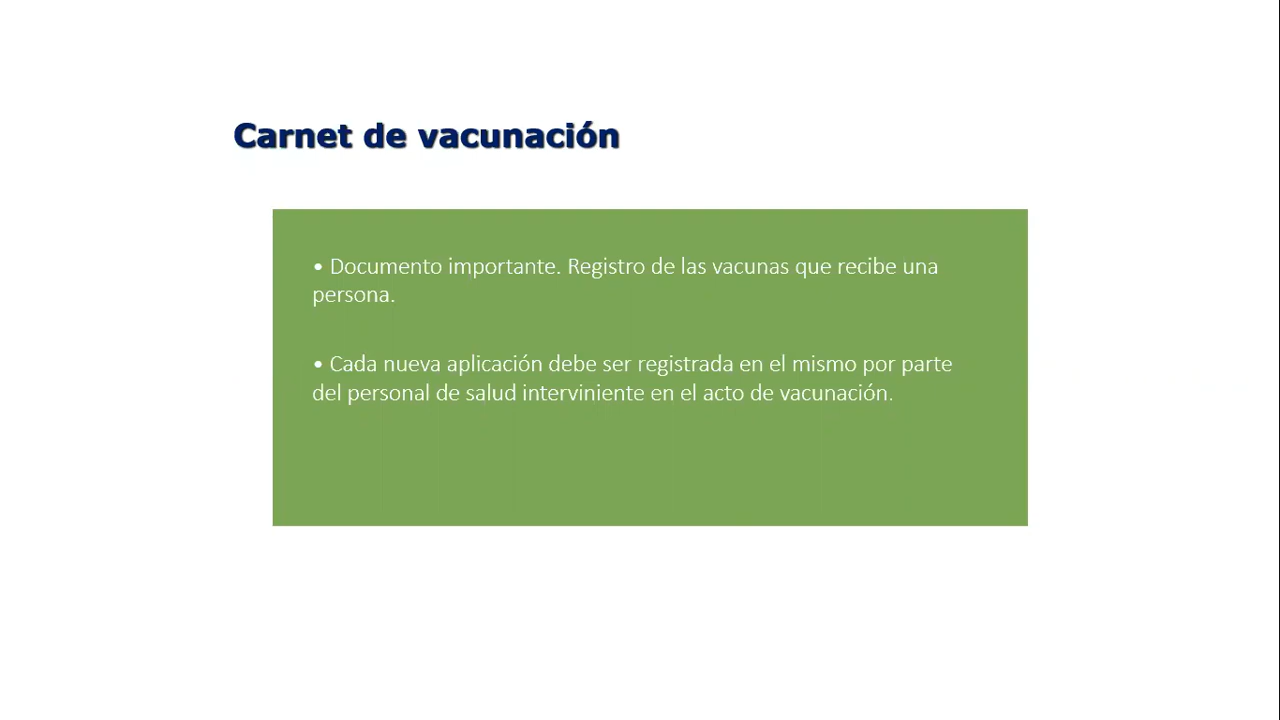 Carnet de vacunación
• Documento importante. Registro de las vacunas que recibe una
persona.
• Cada nueva aplicación debe ser registrada en el mismo por parte
del personal de salud interviniente en el acto de vacunación.